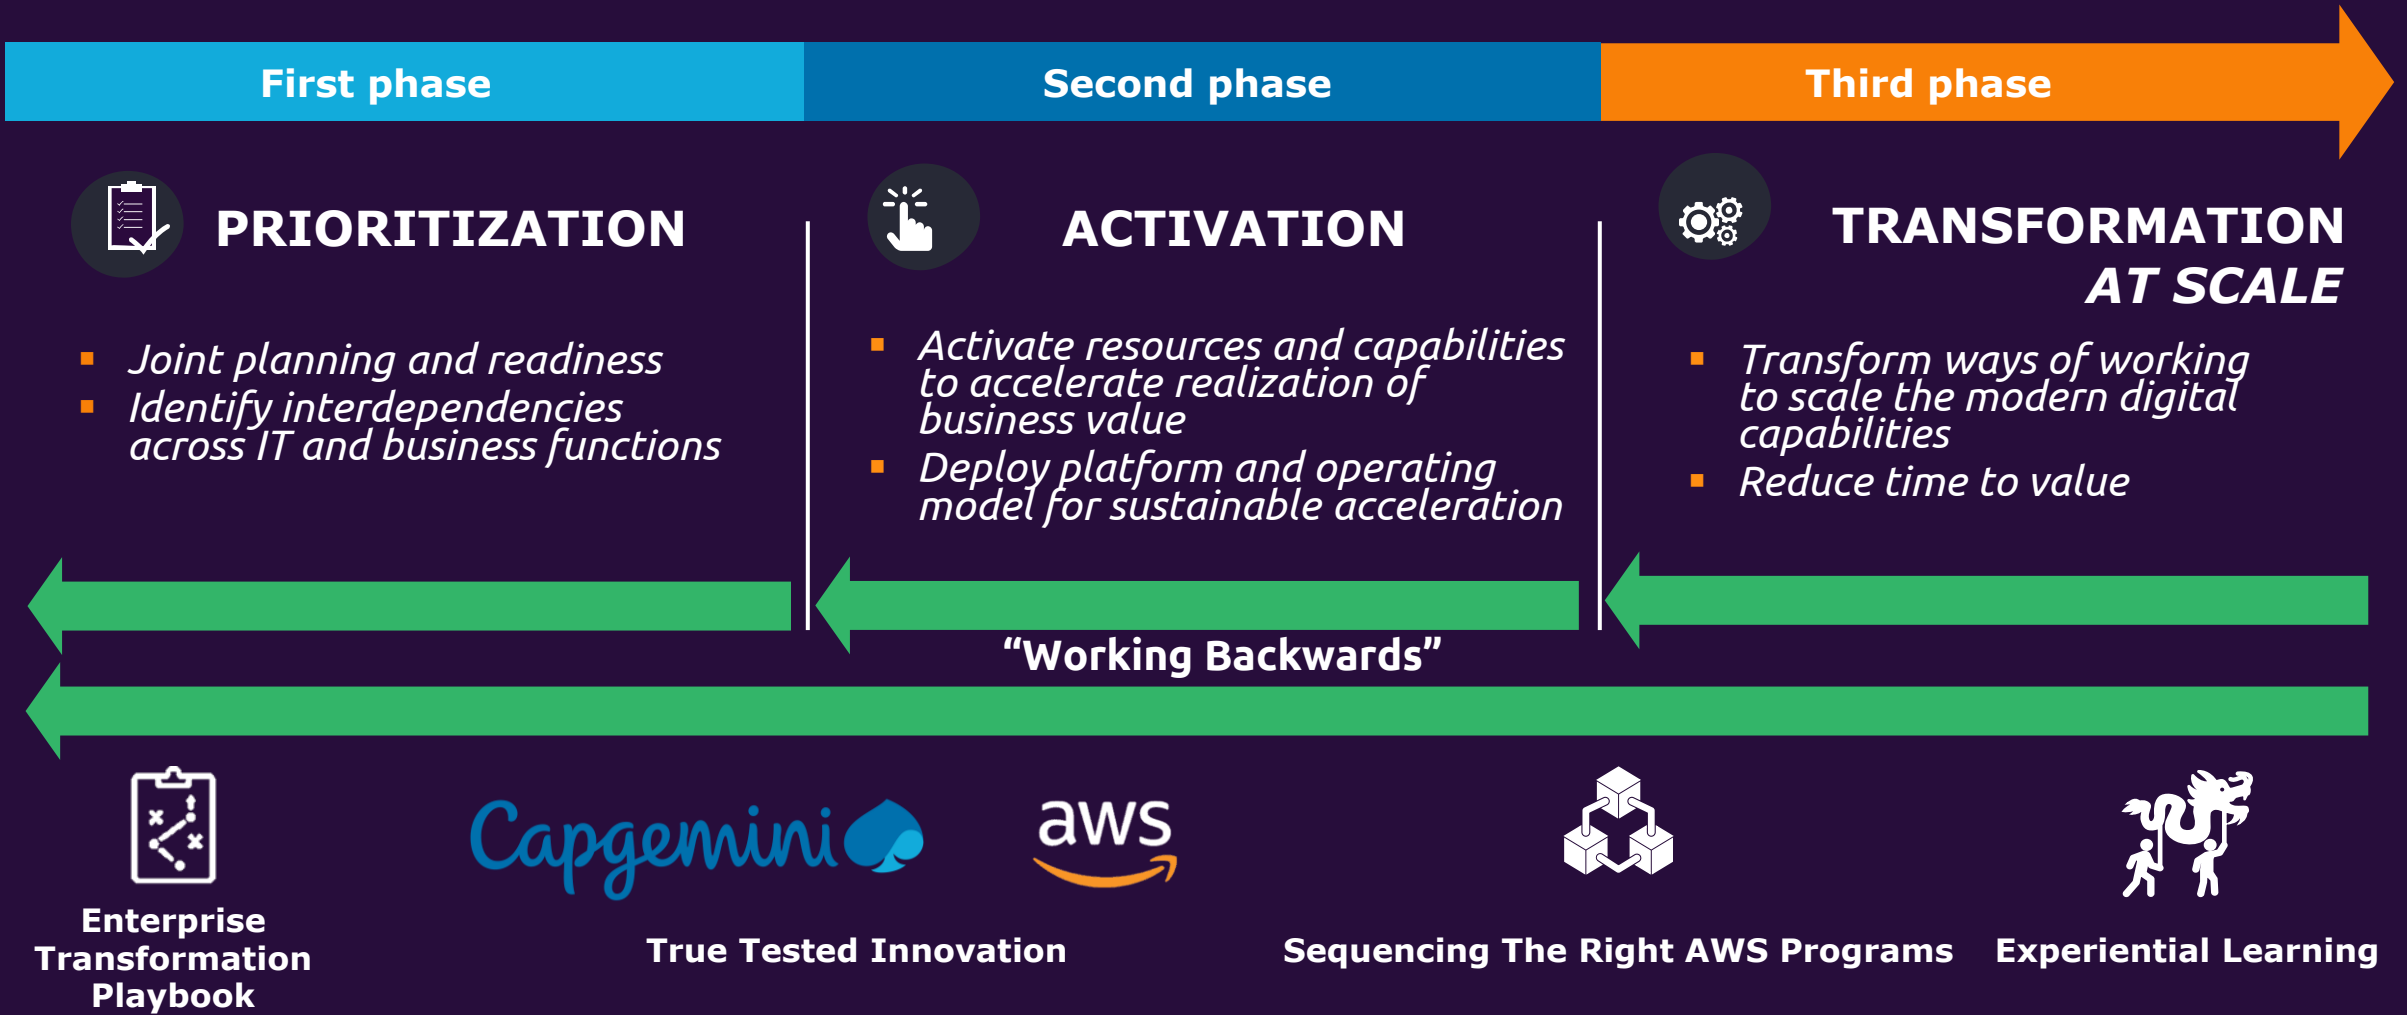 First phase
Second phase
Third phase
PRIORITIZATION
Joint planning and readiness
Identify interdependencies
across IT and business functions
ACTIVATION
Activate resources and capabilities
to accelerate realization of
business value
Deploy platform and operating
model for sustainable acceleration
TRANSFORMATION
AT SCALE
Transform ways of working
to scale the modern digital
capabilities
Reduce time to value
“Working Backwards”
Enterprise
Transformation
Playbook
Capgemini
aws
True Tested Innovation
Sequencing The Right AWS Programs
Experiential Learning